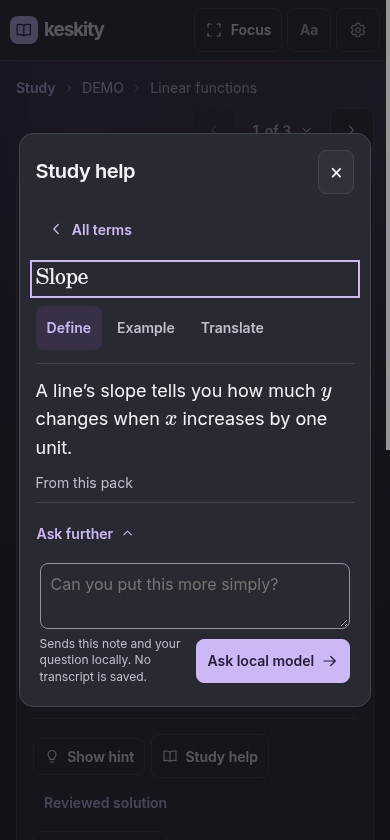 keskity
Focus
Aa
Study > DEMO > Linear functions
1 of 3
Study help
All terms
Slope
Define Example Translate
A line’s slope tells you how much y
changes when x increases by one
unit.
From this pack
Ask further
Can you put this more simply?
Sends this note and your
question locally. No
transcript is saved.
Ask local model →
Show hint
Study help
Reviewed solution